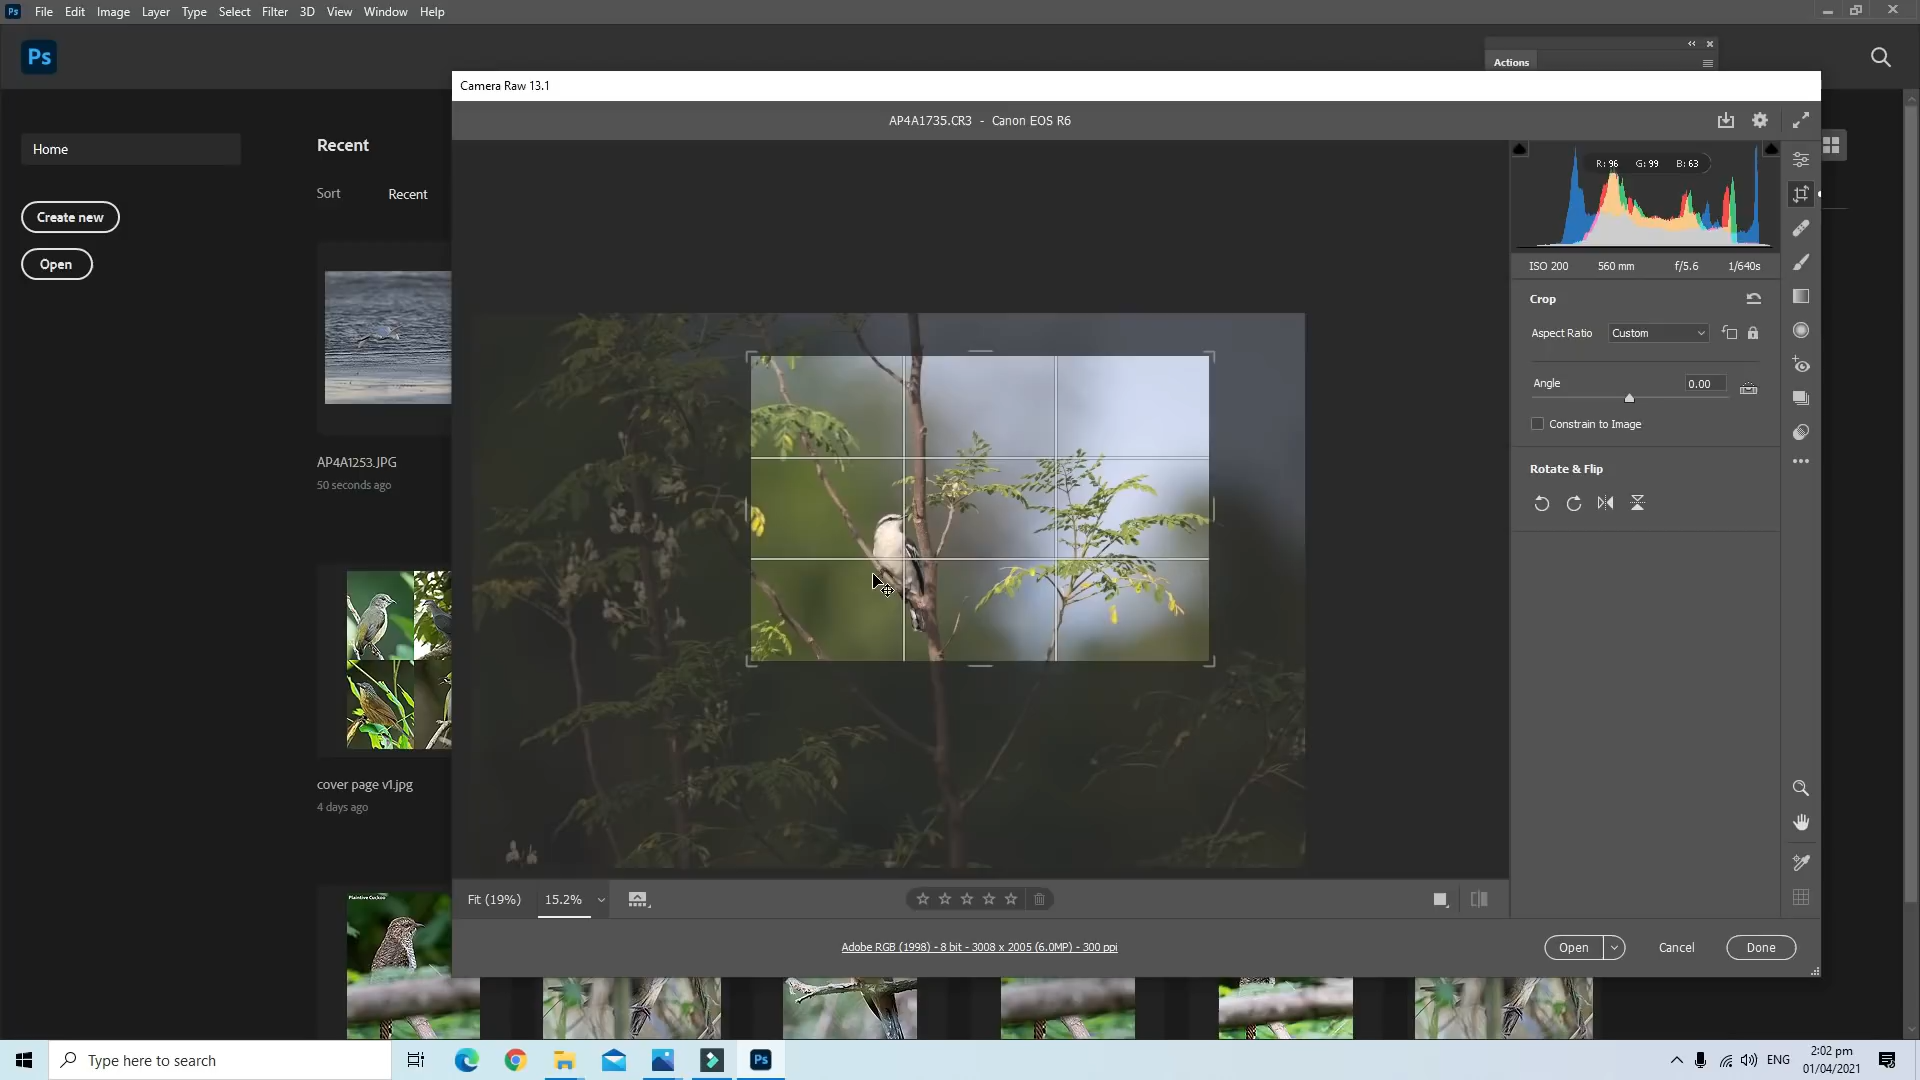 Ps File Edit Image Layer Type Select Filter 3D View Window Help
Ps
Actions
Camera Raw 13.1
AP4A1735.CR3 - Canon EOS R6
Home
Recent
Sort Recent
Create new
Open
R: 96 G: 99 B: 63
ISO 200 560 mm f/5.6 1/640s
Crop
Aspect Ratio Custom
Angle 0.00
Constrain to Image
Rotate & Flip
AP4A1253.JPG
50 seconds ago
cover page v1.jpg
4 days ago
Plaintive Cuckoo
Fit (19%) 15.2%
Adobe RGB (1998) - 8 bit - 3008 x 2005 (6.0MP) - 300 ppi
Open Cancel Done
Type here to search
Ps
ENG
2:02 pm
01/04/2021